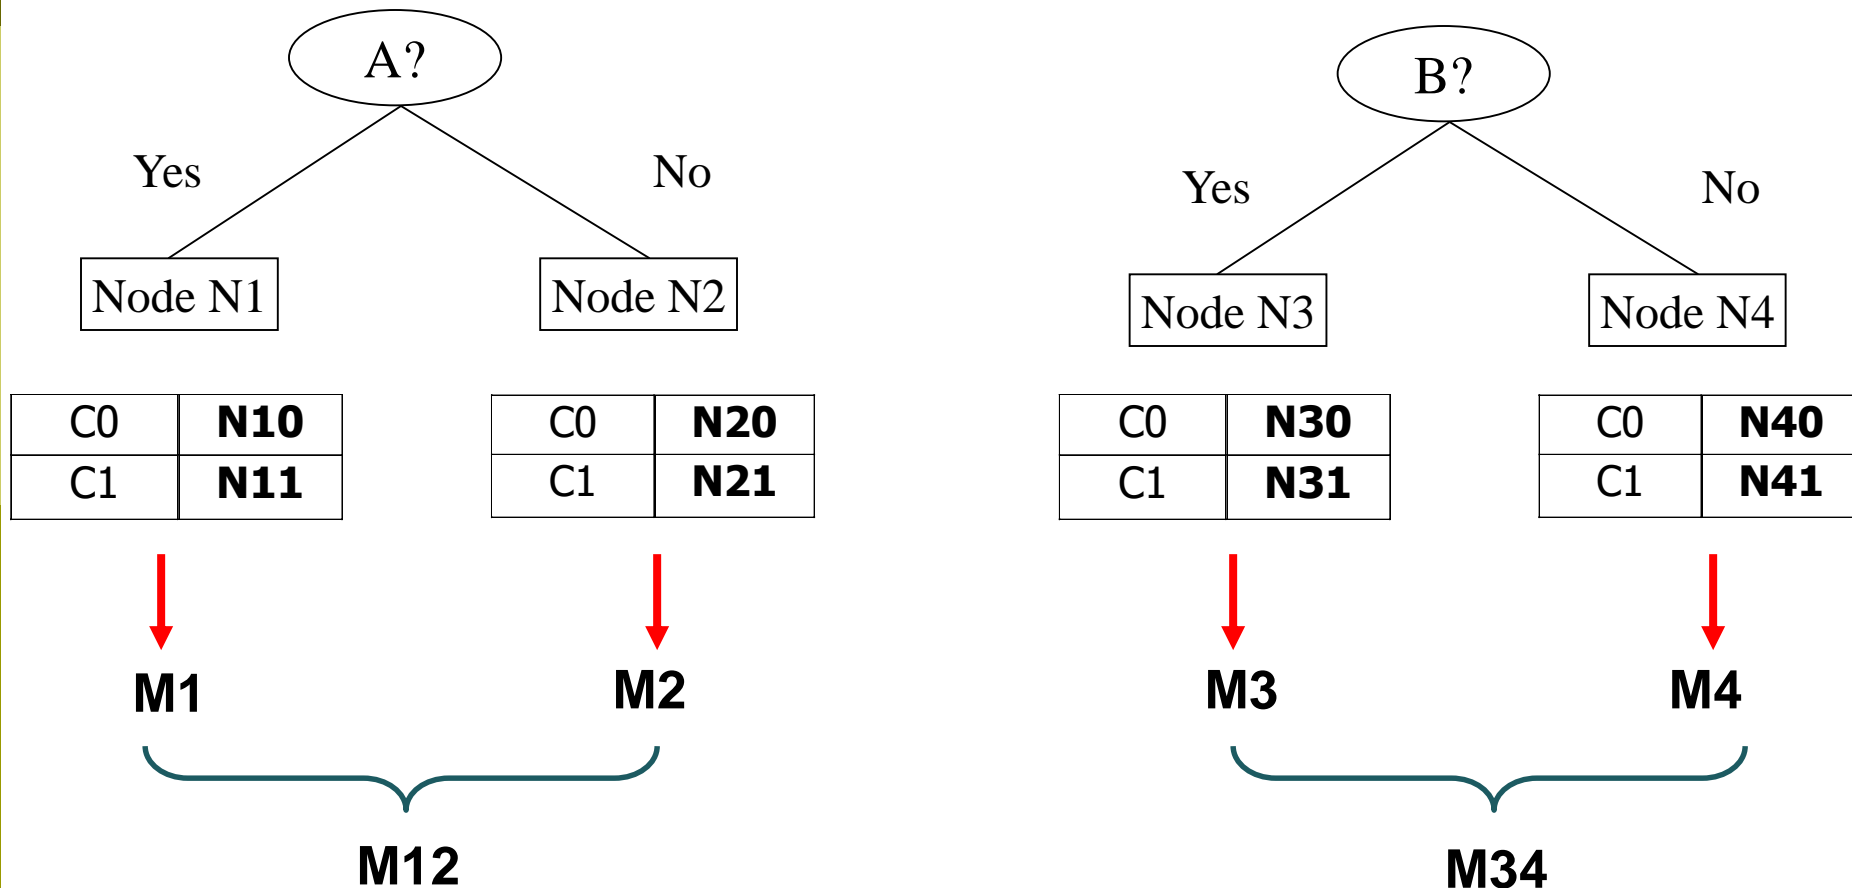 A?
B?
Yes
No
Yes
No
Node N1
Node N2
Node N3
Node N4
C0 N10
C1 N11
C0 N20
C1 N21
C0 N30
C1 N31
C0 N40
C1 N41
M1
M2
M3
M4
M12
M34